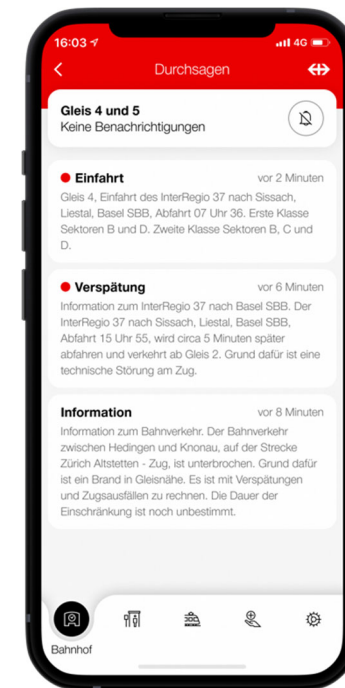 16:03
4G
Durchsagen
Gleis 4 und 5
Keine Benachrichtigungen
Einfahrt
vor 2 Minuten
Gleis 4, Einfahrt des InterRegio 37 nach Sissach,
Liestal, Basel SBB, Abfahrt 07 Uhr 36. Erste Klasse
Sektoren B und D. Zweite Klasse Sektoren B, C und
D.
Verspätung
vor 6 Minuten
Information zum InterRegio 37 nach Basel SBB. Der
InterRegio 37 nach Sissach, Liestal, Basel SBB,
Abfahrt 15 Uhr 55, wird circa 5 Minuten später
abfahren und verkehrt ab Gleis 2. Grund dafür ist eine
technische Störung am Zug.
Information
vor 8 Minuten
Information zum Bahnverkehr. Der Bahnverkehr
zwischen Hedingen und Knonau, auf der Strecke
Zürich Altstetten - Zug, ist unterbrochen. Grund dafür
ist ein Brand in Gleisnähe. Es ist mit Verspätungen
und Zugsausfällen zu rechnen. Die Dauer der
Einschränkung ist noch unbestimmt.
Bahnhof